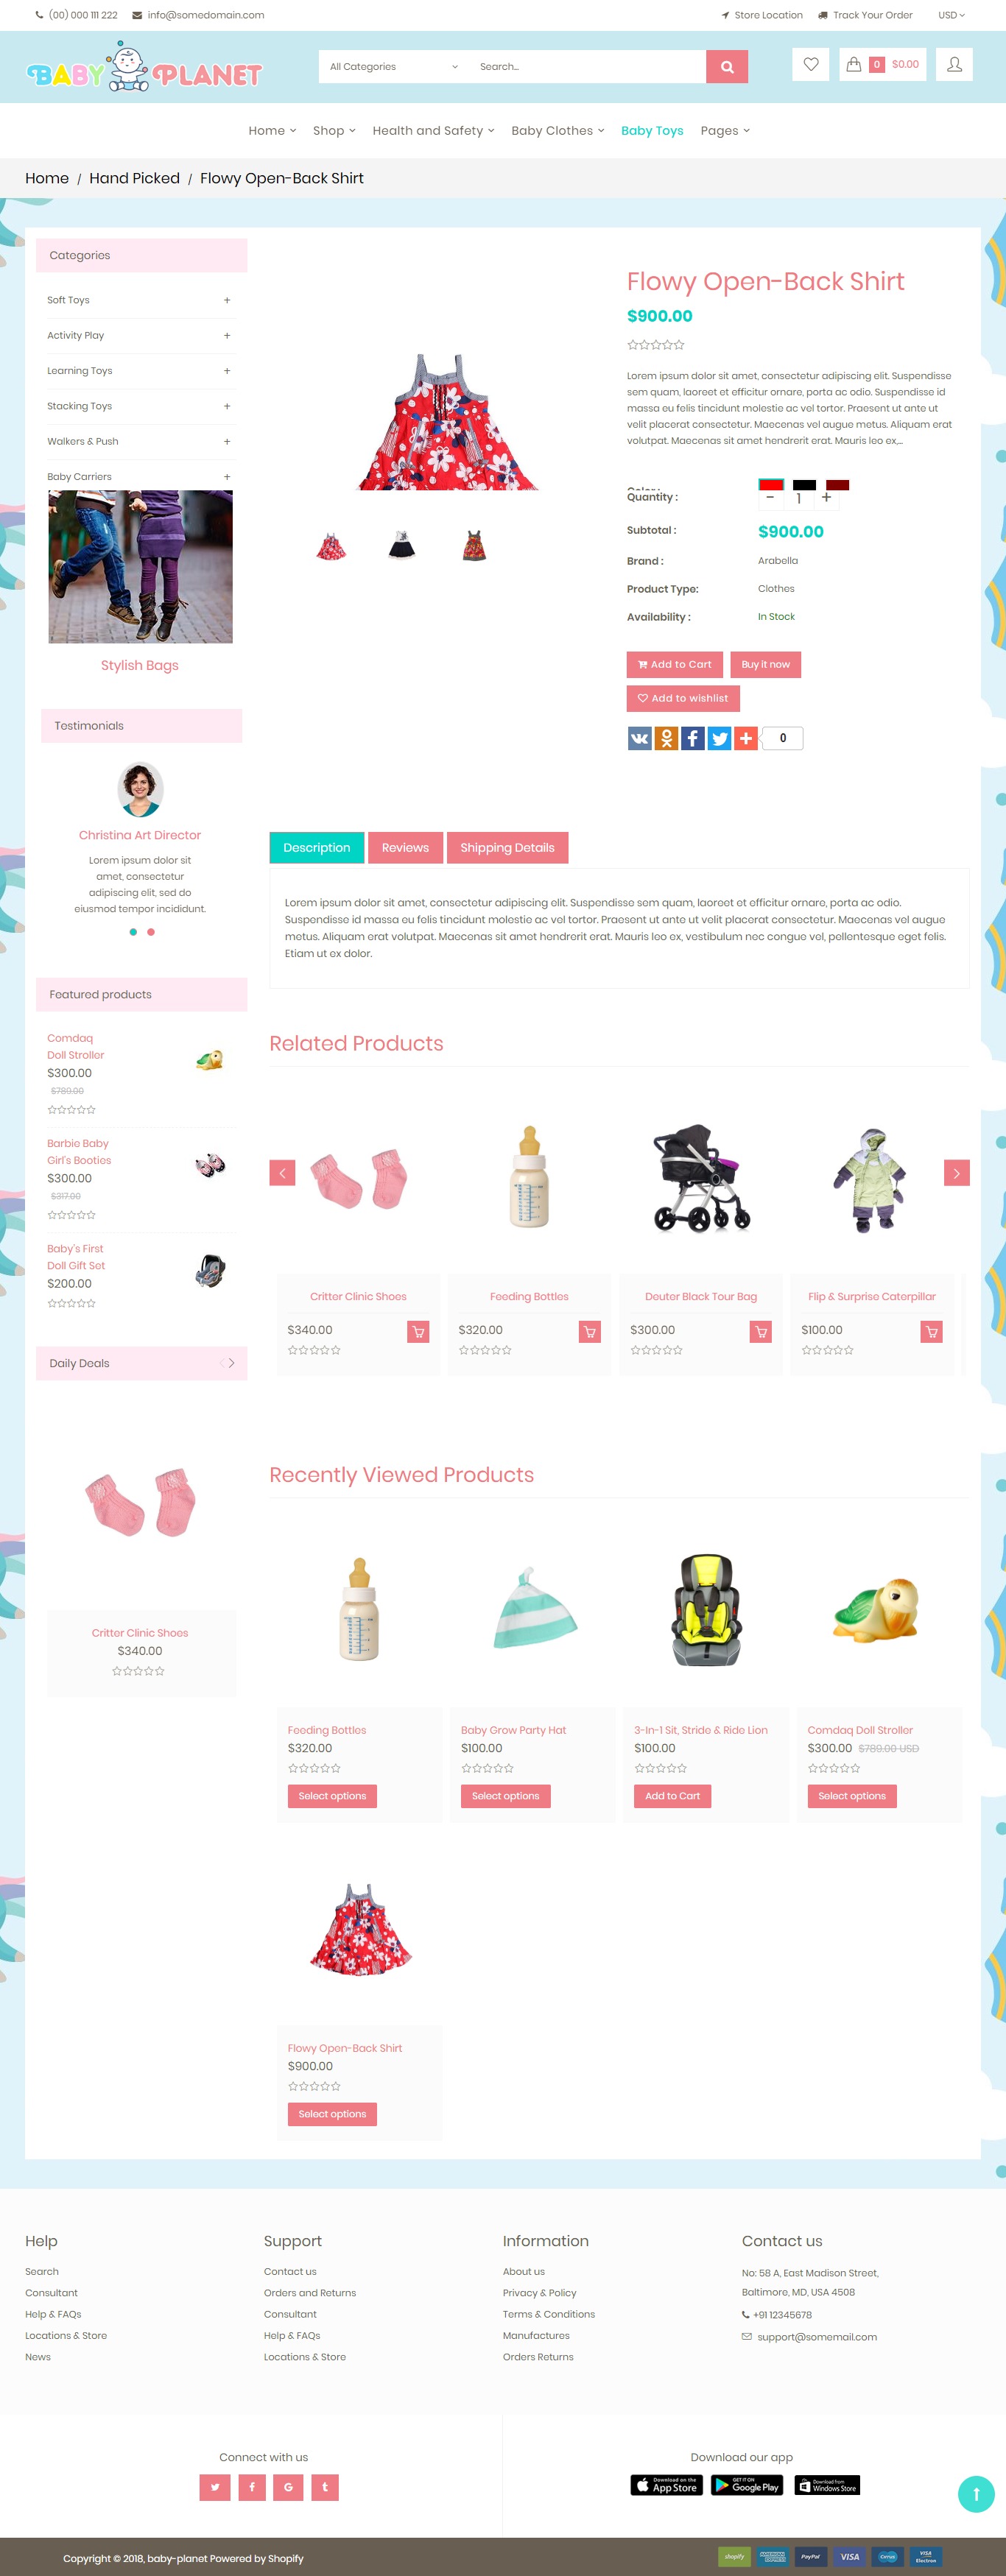 (00) 000 111 222
info@somedomain.com
Store Location
Track Your Order
USD
BABY PLANET
All Categories
Search...
0
$0.00
Home
Shop
Health and Safety
Baby Clothes
Baby Toys
Pages
Home / Hand Picked / Flowy Open-Back Shirt
Categories
Soft Toys +
Activity Play +
Learning Toys +
Stacking Toys +
Walkers & Push +
Baby Carriers +
Stylish Bags
Testimonials
Christina Art Director
Lorem ipsum dolor sit
amet, consectetur
adipiscing elit, sed do
eiusmod tempor incididunt.
Featured products
Comdaq
Doll Stroller
$300.00
$789.00
Barbie Baby
Girl's Booties
$300.00
$317.00
Baby's First
Doll Gift Set
$200.00
Daily Deals
Critter Clinic Shoes
$340.00
Flowy Open-Back Shirt
$900.00
Lorem ipsum dolor sit amet, consectetur adipiscing elit. Suspendisse
sem quam, laoreet et efficitur ornare, porta ac odio. Suspendisse id
massa eu felis tincidunt molestie ac vel tortor. Praesent ut ante ut
velit placerat consectetur. Maecenas vel augue metus. Aliquam erat
volutpat. Maecenas sit amet hendrerit erat. Mauris leo ex,...
Color :
Quantity : - 1 +
Subtotal : $900.00
Brand : Arabella
Product Type: Clothes
Availability : In Stock
Add to Cart
Buy it now
Add to wishlist
0
Description
Reviews
Shipping Details
Lorem ipsum dolor sit amet, consectetur adipiscing elit. Suspendisse sem quam, laoreet et efficitur ornare, porta ac odio.
Suspendisse id massa eu felis tincidunt molestie ac vel tortor. Praesent ut ante ut velit placerat consectetur. Maecenas vel augue
metus. Aliquam erat volutpat. Maecenas sit amet hendrerit erat. Mauris leo ex, vestibulum nec congue vel, pellentesque eget felis.
Etiam ut ex dolor.
Related Products
Critter Clinic Shoes
$340.00
Feeding Bottles
$320.00
Deuter Black Tour Bag
$300.00
Flip & Surprise Caterpillar
$100.00
Recently Viewed Products
Feeding Bottles
$320.00
Select options
Baby Grow Party Hat
$100.00
Select options
3-In-1 Sit, Stride & Ride Lion
$100.00
Add to Cart
Comdaq Doll Stroller
$300.00 $789.00 USD
Select options
Flowy Open-Back Shirt
$900.00
Select options
Help
Search
Consultant
Help & FAQs
Locations & Store
News
Support
Contact us
Orders and Returns
Consultant
Help & FAQs
Locations & Store
Information
About us
Privacy & Policy
Terms & Conditions
Manufactures
Orders Returns
Contact us
No: 58 A, East Madison Street,
Baltimore, MD, USA 4508
+91 12345678
support@somemail.com
Connect with us
Download our app
Download on the
App Store
GET IT ON
Google Play
Download from
Windows Store
Copyright © 2018, baby-planet Powered by Shopify
shopify
PayPal
VISA
Cirrus
VISA
Electron